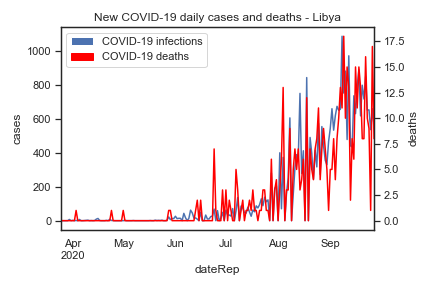 New COVID-19 daily cases and deaths - Libya
COVID-19 infections
COVID-19 deaths
1000
800
600
400
200
0
cases
17.5
15.0
12.5
10.0
7.5
5.0
2.5
0.0
deaths
Apr May Jun Jul Aug Sep
2020
dateRep